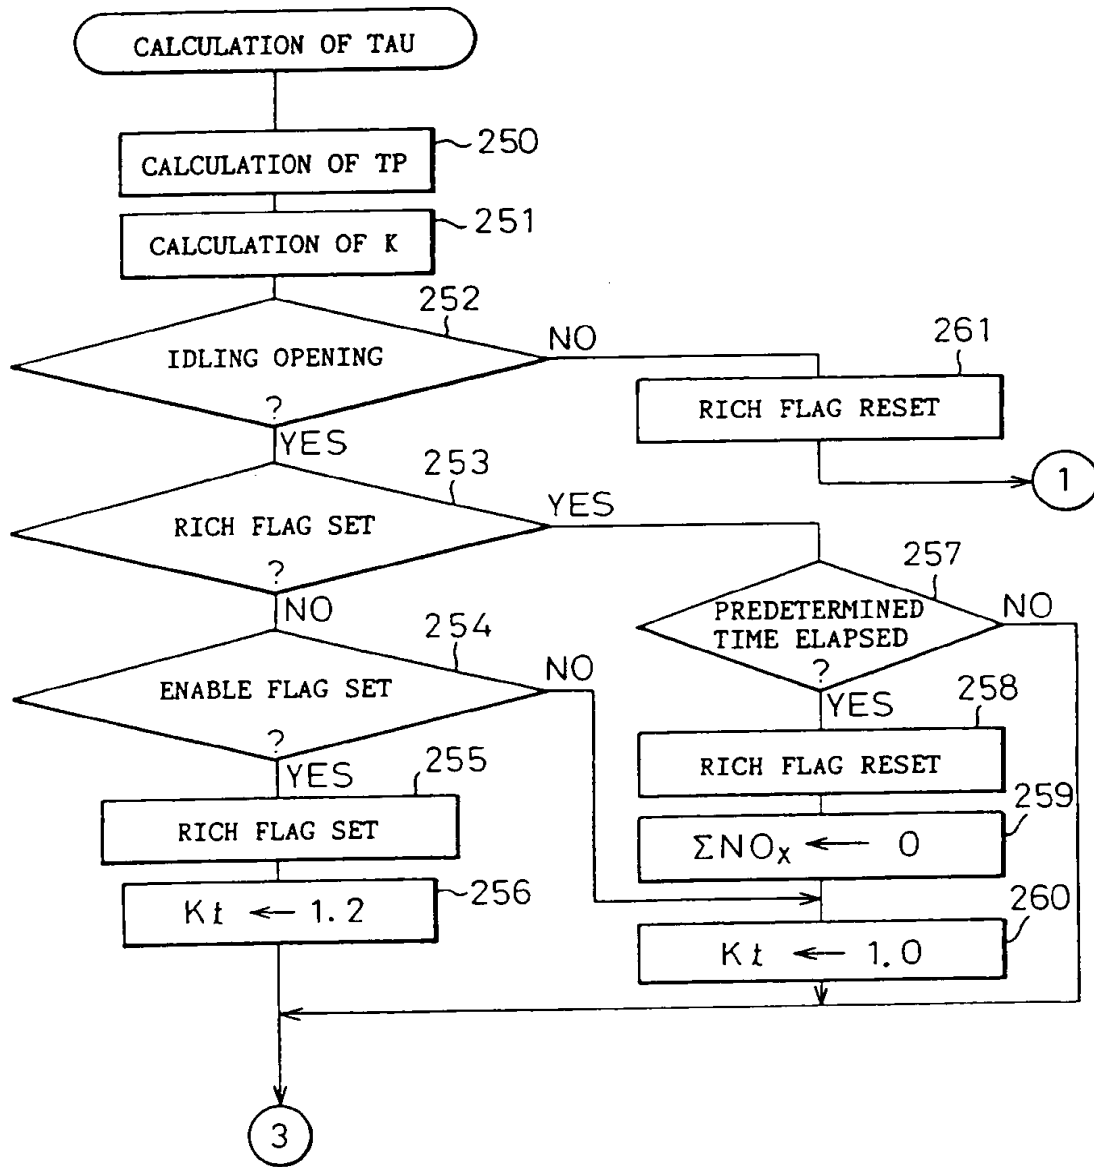 CALCULATION OF TAU
250
CALCULATION OF TP
251
CALCULATION OF K
252
IDLING OPENING
?
NO
YES
261
RICH FLAG RESET
1
253
RICH FLAG SET
?
YES
NO
257
PREDETERMINED
TIME ELAPSED
?
NO
YES
254
ENABLE FLAG SET
?
NO
YES
258
RICH FLAG RESET
255
RICH FLAG SET
259
ΣNOx ← 0
256
Kt ← 1.2
260
Kt ← 1.0
3